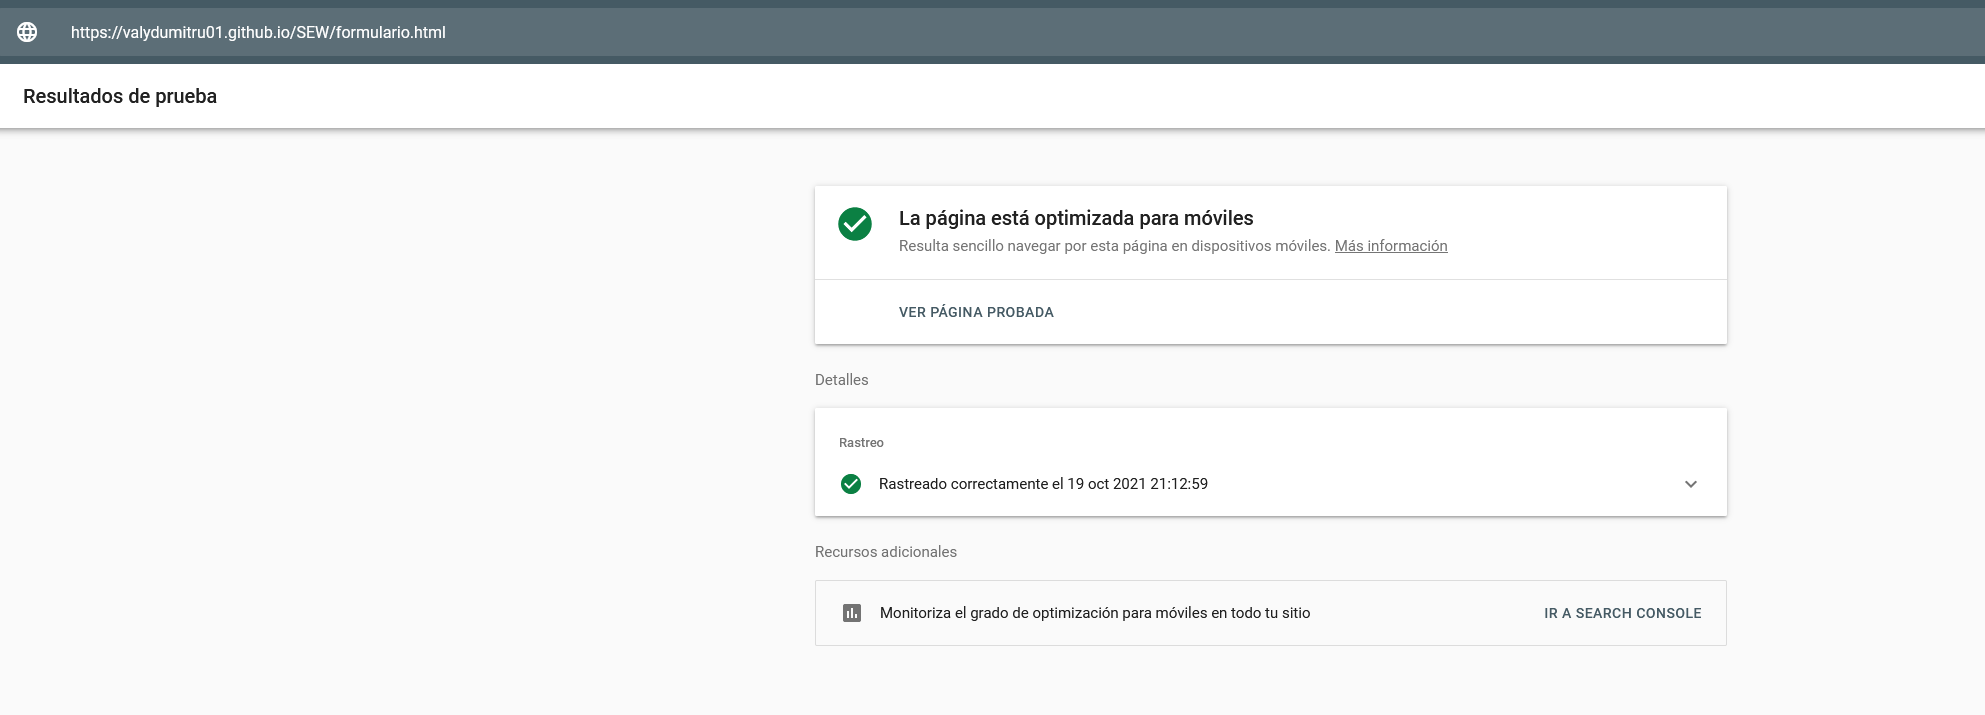 https://valydumitru01.github.io/SEW/formulario.html
Resultados de prueba
La página está optimizada para móviles
Resulta sencillo navegar por esta página en dispositivos móviles. Más información
VER PÁGINA PROBADA
Detalles
Rastreo
Rastreado correctamente el 19 oct 2021 21:12:59
Recursos adicionales
Monitoriza el grado de optimización para móviles en todo tu sitio
IR A SEARCH CONSOLE